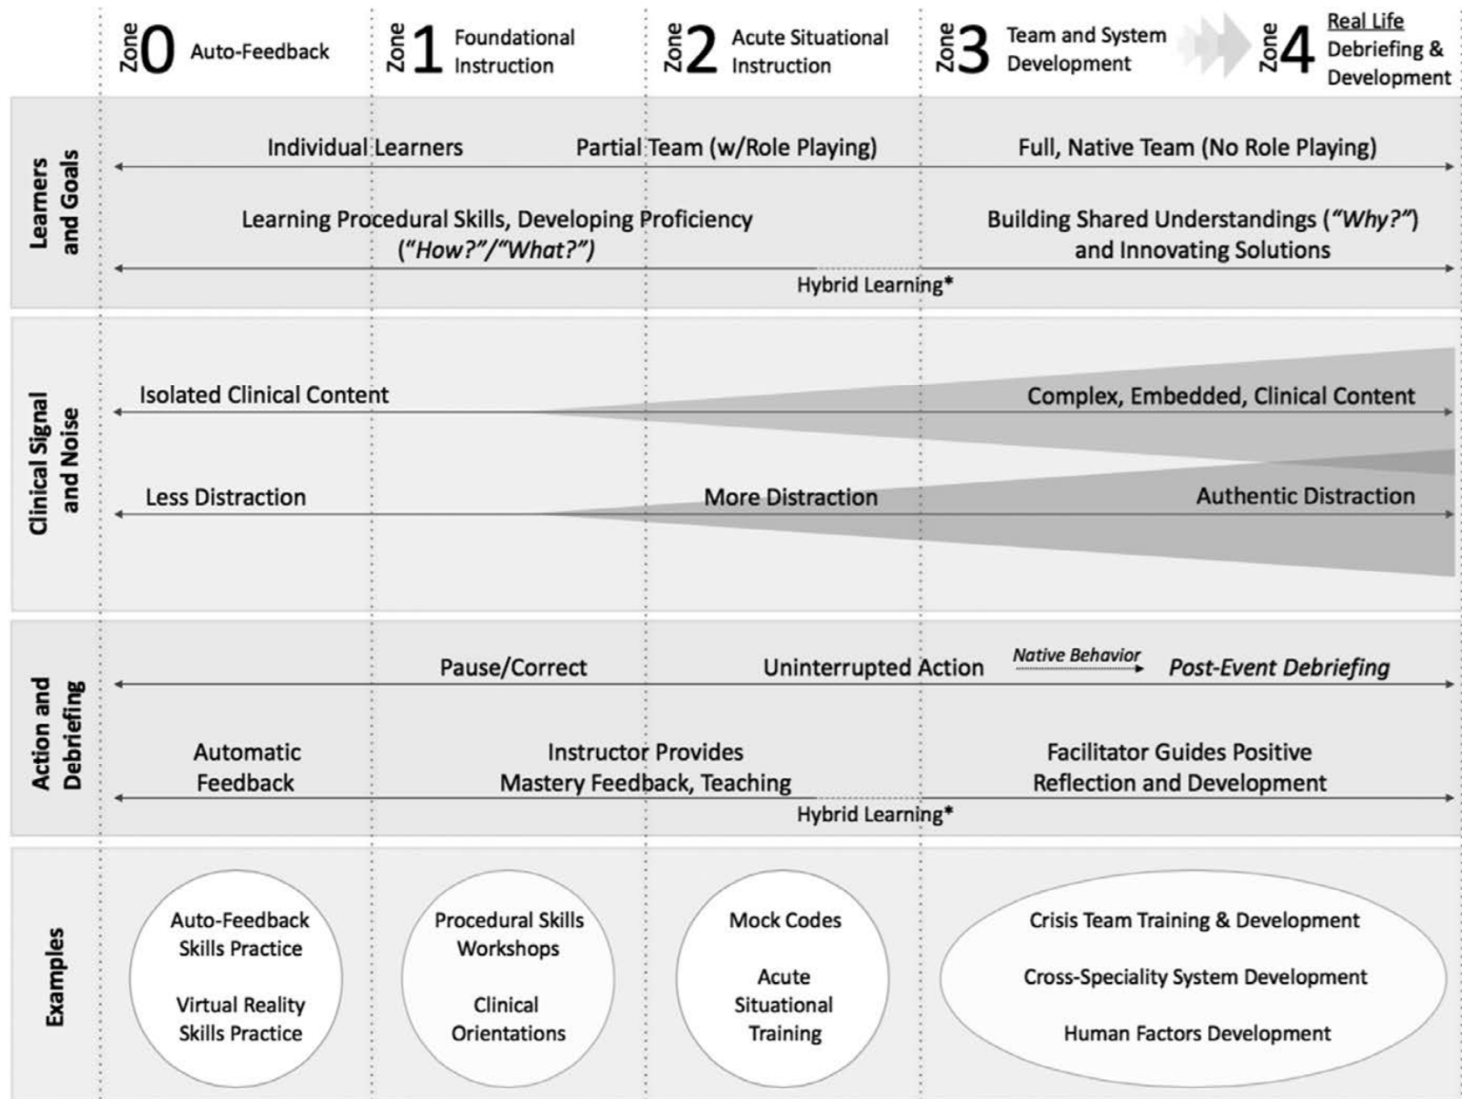 Zone 0 Auto-Feedback
Zone 1 Foundational
Instruction
Zone 2 Acute Situational
Instruction
Zone 3 Team and System
Development
Zone 4 Real Life
Debriefing &
Development
Learners
and Goals
Individual Learners
Partial Team (w/Role Playing)
Full, Native Team (No Role Playing)
Learning Procedural Skills, Developing Proficiency
(“How?”/“What?”)
Building Shared Understandings (“Why?”)
and Innovating Solutions
Hybrid Learning*
Clinical Signal
and Noise
Isolated Clinical Content
Complex, Embedded, Clinical Content
Less Distraction
More Distraction
Authentic Distraction
Action and
Debriefing
Pause/Correct
Uninterrupted Action
Native Behavior
Post-Event Debriefing
Automatic
Feedback
Instructor Provides
Mastery Feedback, Teaching
Facilitator Guides Positive
Reflection and Development
Hybrid Learning*
Examples
Auto-Feedback
Skills Practice
Virtual Reality
Skills Practice
Procedural Skills
Workshops
Clinical
Orientations
Mock Codes
Acute
Situational
Training
Crisis Team Training & Development
Cross-Speciality System Development
Human Factors Development